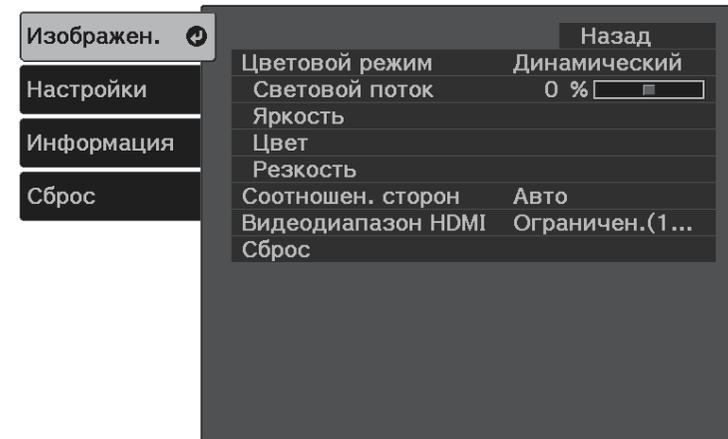 Изображен.
Настройки
Информация
Сброс
Назад
Цветовой режим Динамический
Световой поток 0 %
Яркость
Цвет
Резкость
Соотношен. сторон Авто
Видеодиапазон HDMI Ограничен.(1...
Сброс